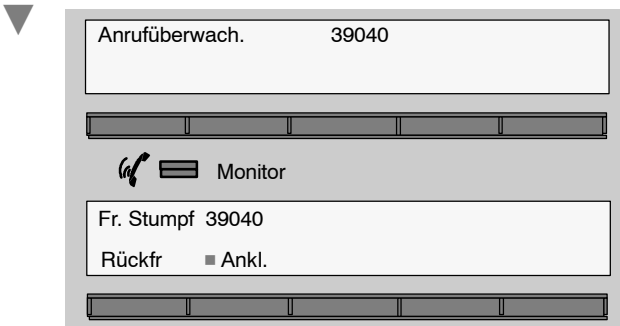 Anrufüberwach. 39040
Monitor
Fr. Stumpf 39040
Rückfr ■ Ankl.